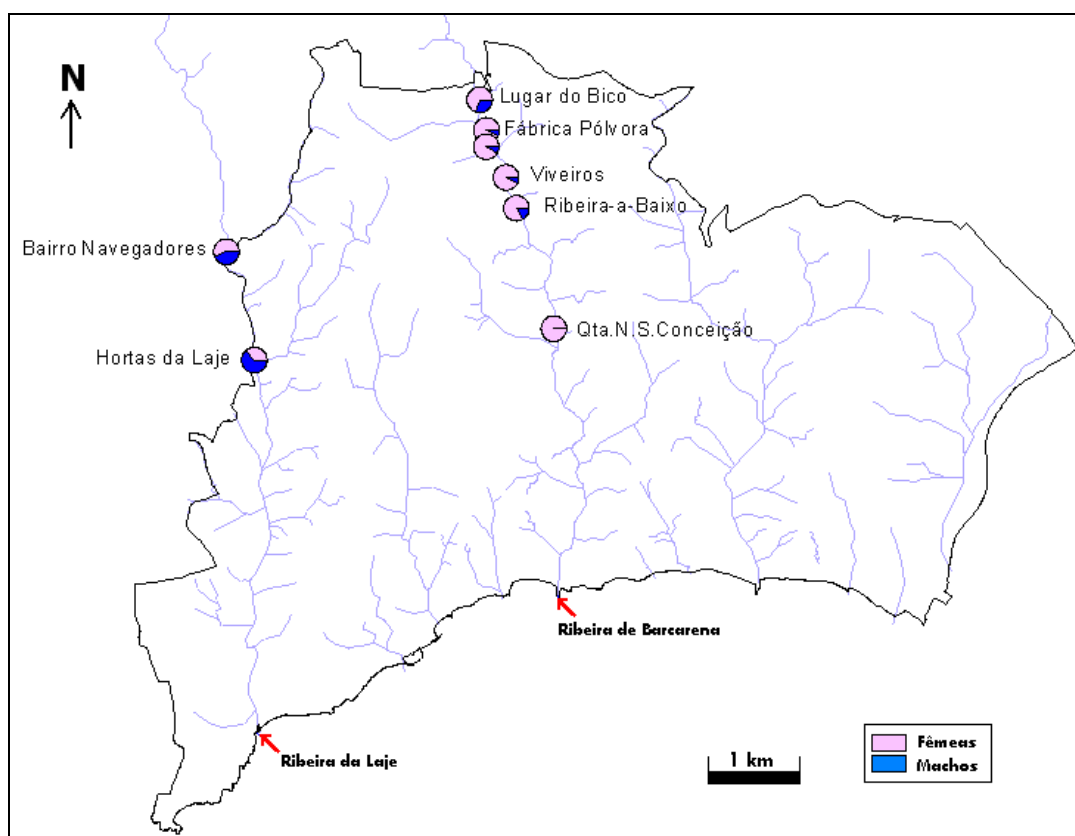 N
Lugar do Bico
Fábrica Pólvora
Viveiros
Ribeira-a-Baixo
Bairro Navegadores
Qta.N.S.Conceição
Hortas da Laje
Ribeira de Barcarena
Ribeira da Laje
1 km
Fêmeas
Machos